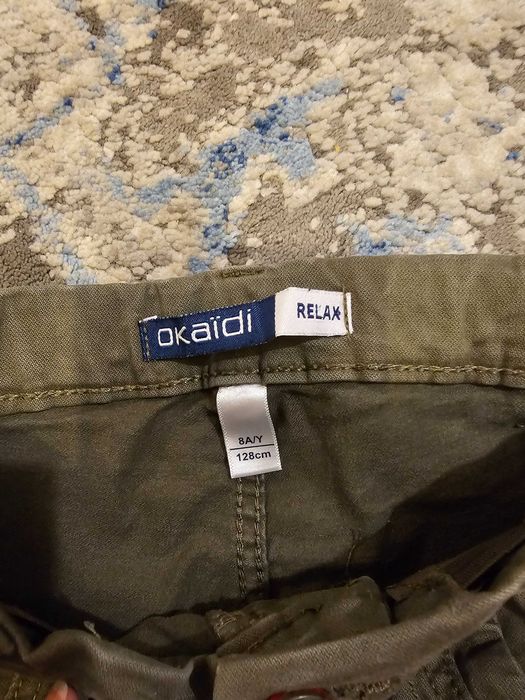 oKaïdi
RELAX
8A/Y
128cm